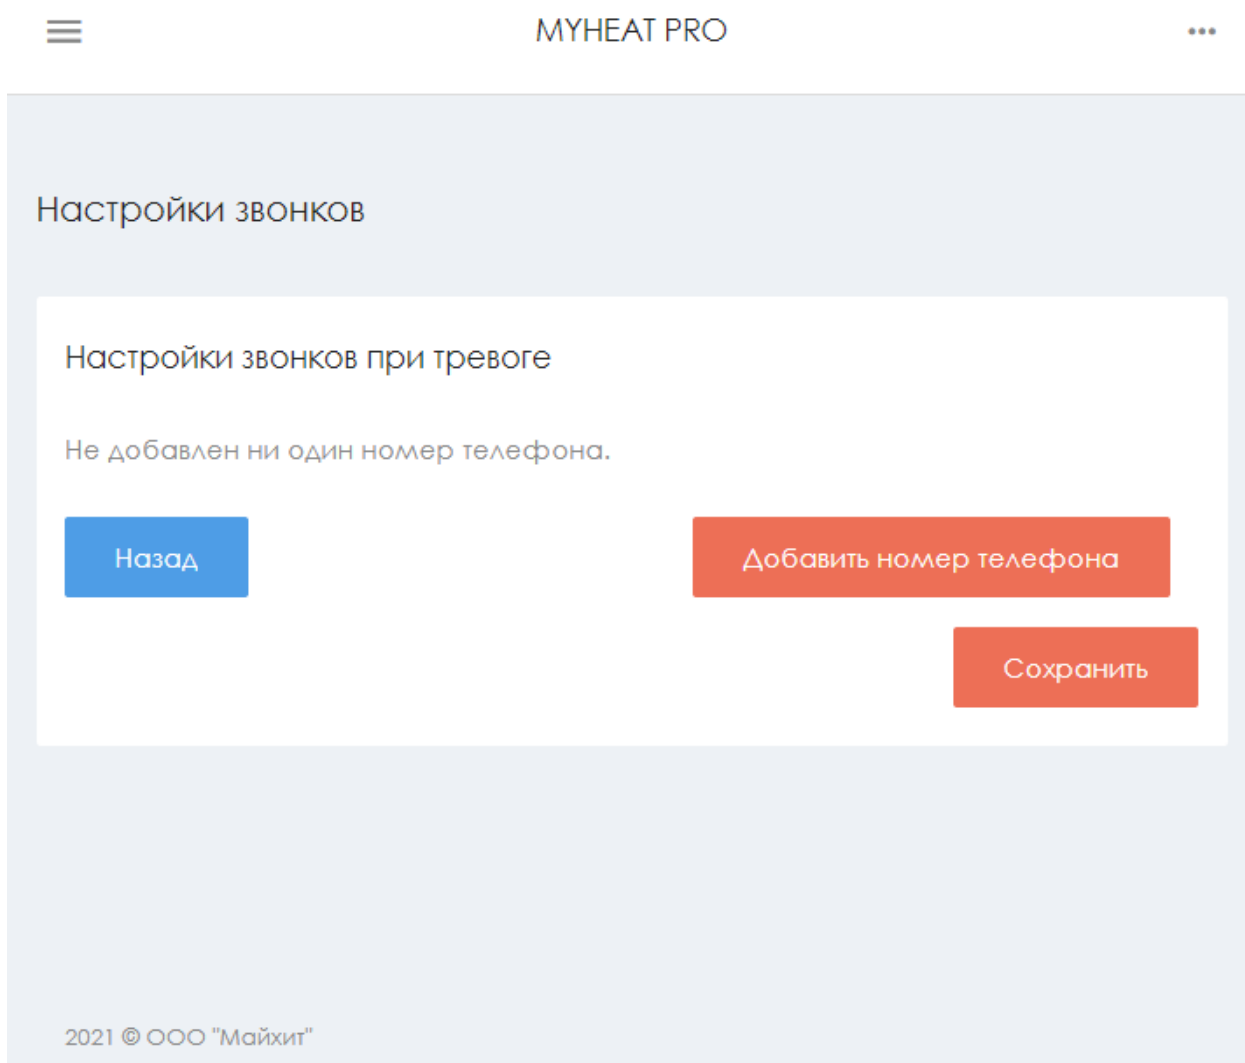 MYHEAT PRO
Настройки звонков
Настройки звонков при тревоге
Не добавлен ни один номер телефона.
Назад
Добавить номер телефона
Сохранить
2021 © ООО "Майхит"